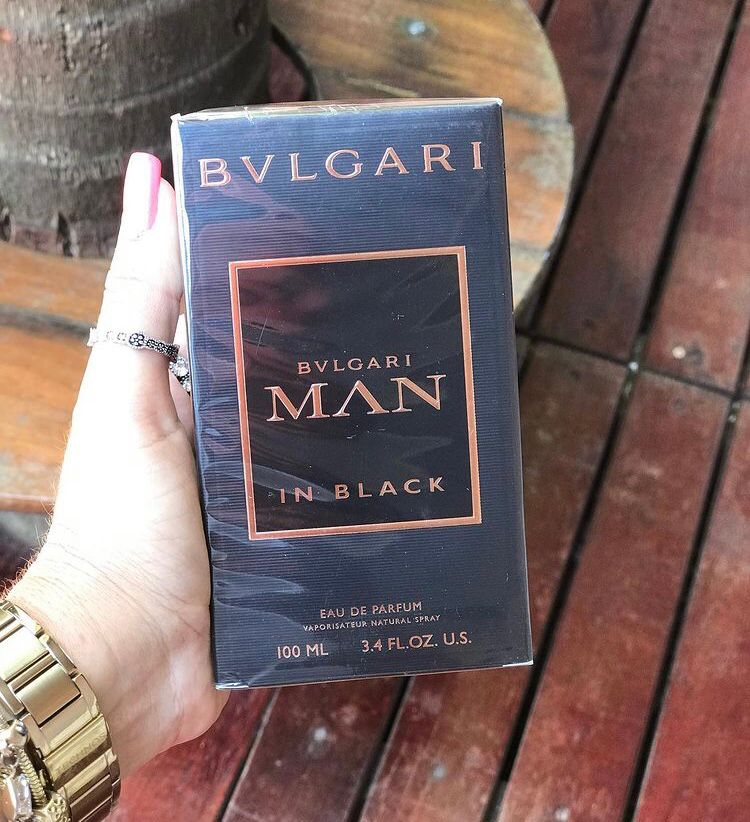 BVLGARI
BVLGARI
MAN
IN BLACK
EAU DE PARFUM
VAPORISATEUR NATURAL SPRAY
100 ML 3.4 FL.OZ. U.S.